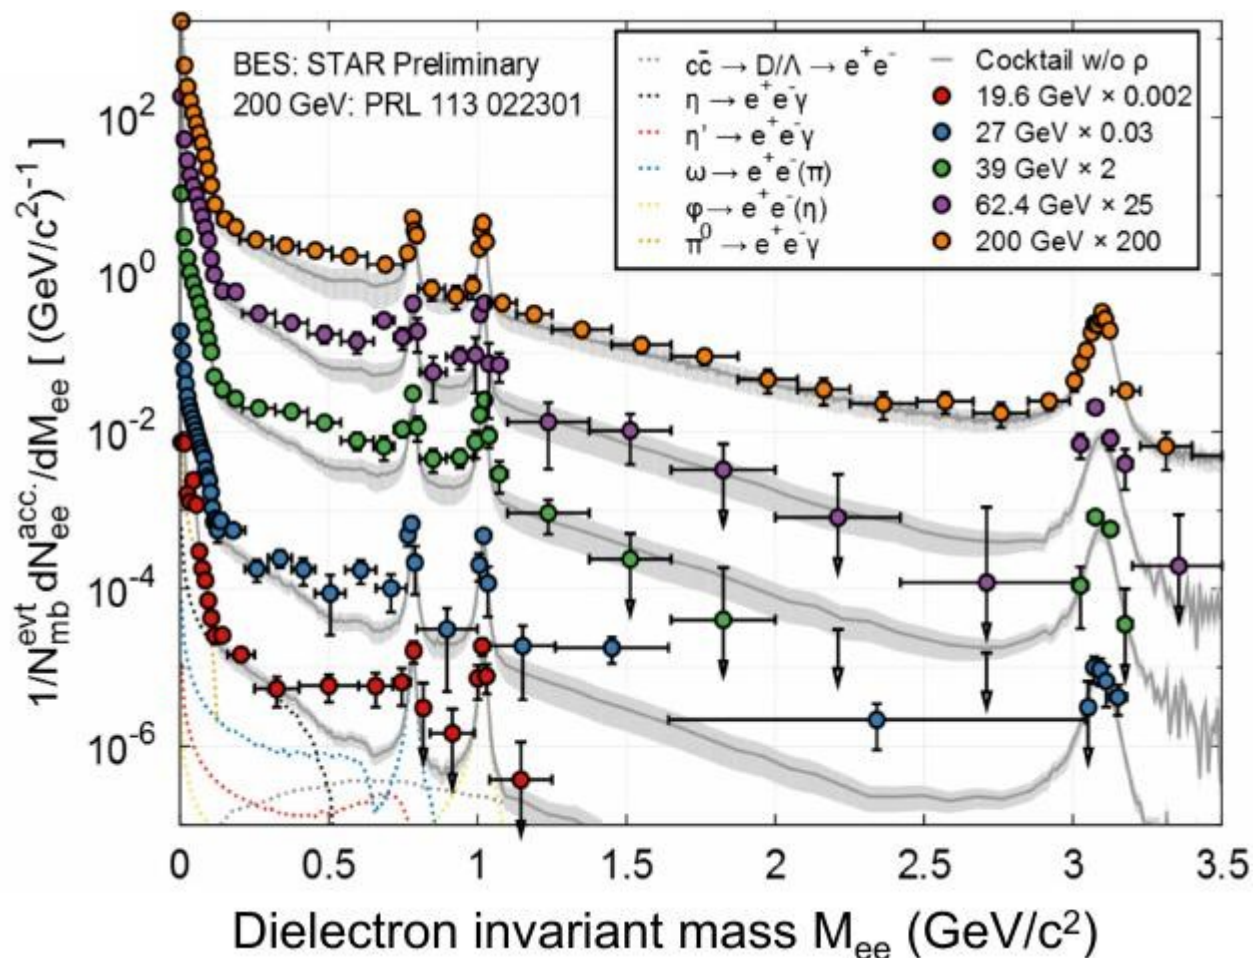 BES: STAR Preliminary
200 GeV: PRL 113 022301
cc̄ → D/Λ → e⁺e⁻
η → e⁺e⁻γ
η' → e⁺e⁻γ
ω → e⁺e⁻(π)
φ → e⁺e⁻(η)
π⁰ → e⁺e⁻γ
Cocktail w/o ρ
19.6 GeV × 0.002
27 GeV × 0.03
39 GeV × 2
62.4 GeV × 25
200 GeV × 200
1/N_mb^evt dN_ee^acc./dM_ee [ (GeV/c²)⁻¹ ]
10²
10⁰
10⁻²
10⁻⁴
10⁻⁶
0 0.5 1 1.5 2 2.5 3 3.5
Dielectron invariant mass M_ee (GeV/c²)